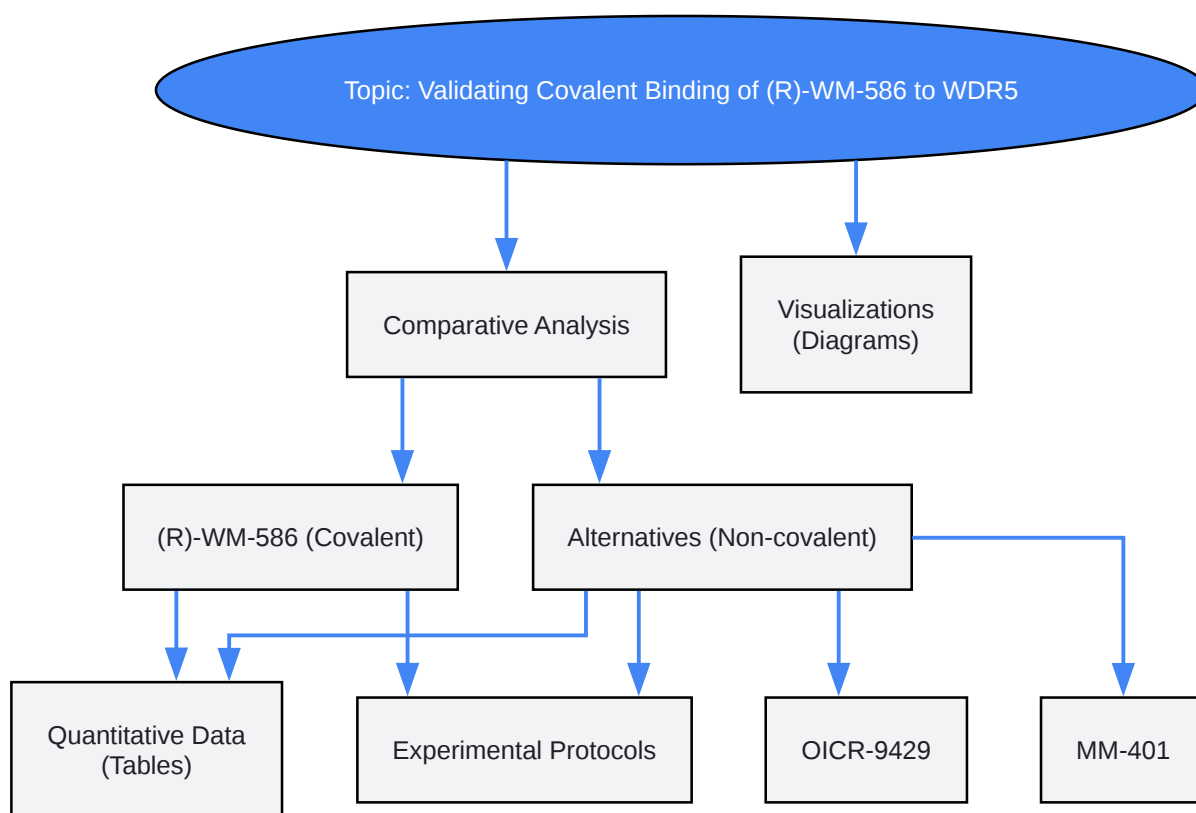 Topic: Validating Covalent Binding of (R)-WM-586 to WDR5
Comparative Analysis
Visualizations
(Diagrams)
(R)-WM-586 (Covalent)
Alternatives (Non-covalent)
Quantitative Data
(Tables)
Experimental Protocols
OICR-9429
MM-401